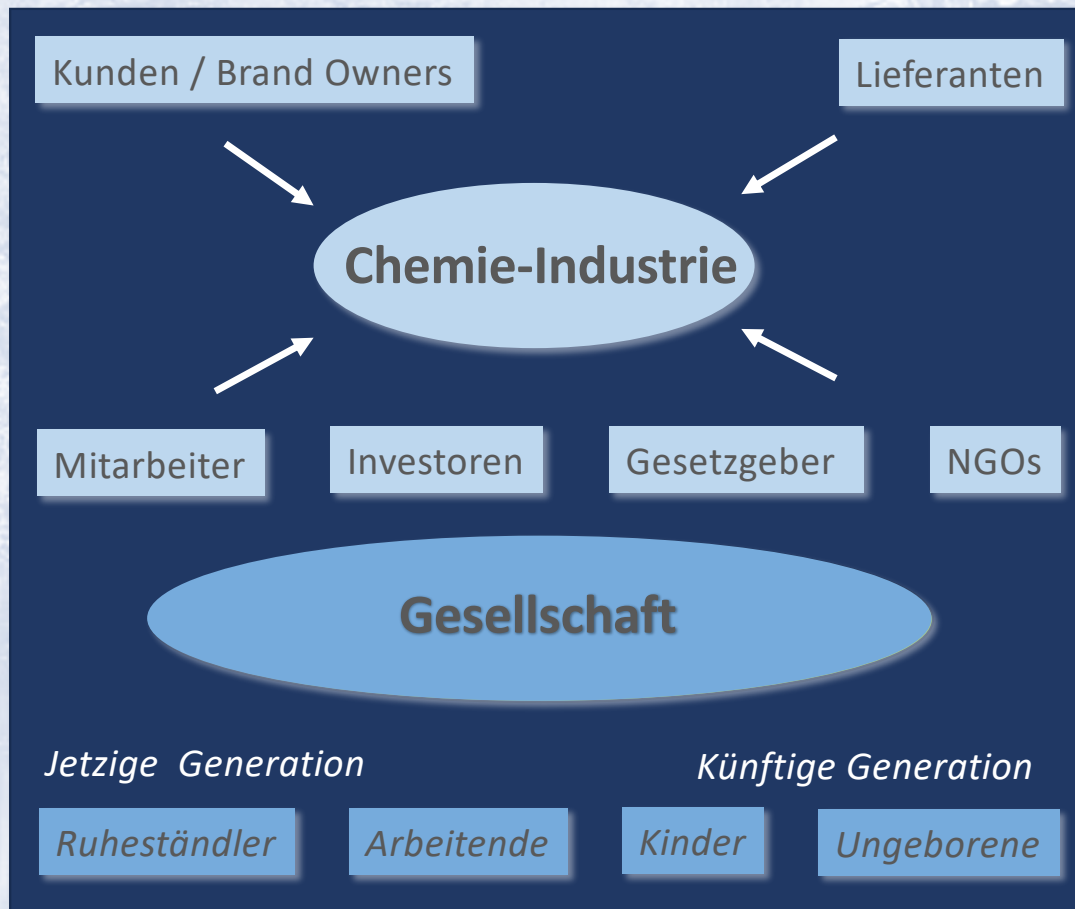 Kunden / Brand Owners
Lieferanten
Chemie-Industrie
Mitarbeiter
Investoren
Gesetzgeber
NGOs
Gesellschaft
Jetzige Generation
Künftige Generation
Ruheständler
Arbeitende
Kinder
Ungeborene